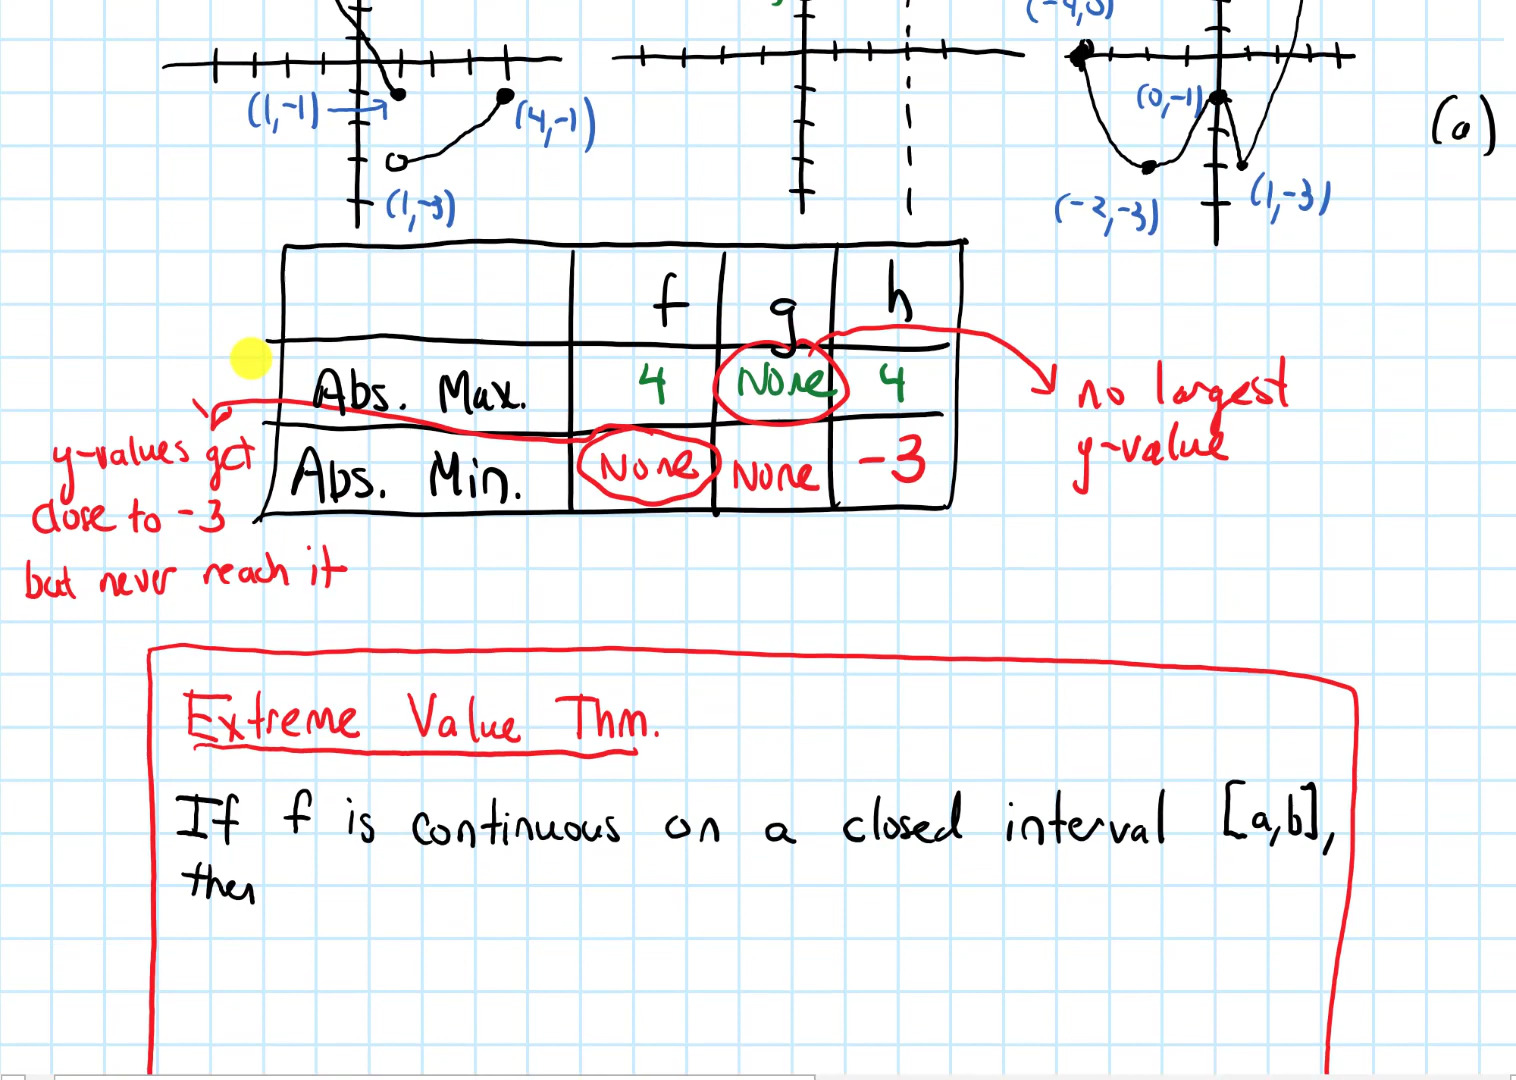 (-4,0)
(1,-1)
(4,-1)
(1,-3)
(0,-1)
(-2,-3)
(1,-3)
(a)
f g h
Abs. Max. 4 None 4
Abs. Min. None None -3
no largest
y-value
y-values get
close to -3
but never reach it
Extreme Value Thm.
If f is continuous on a closed interval [a,b],
then